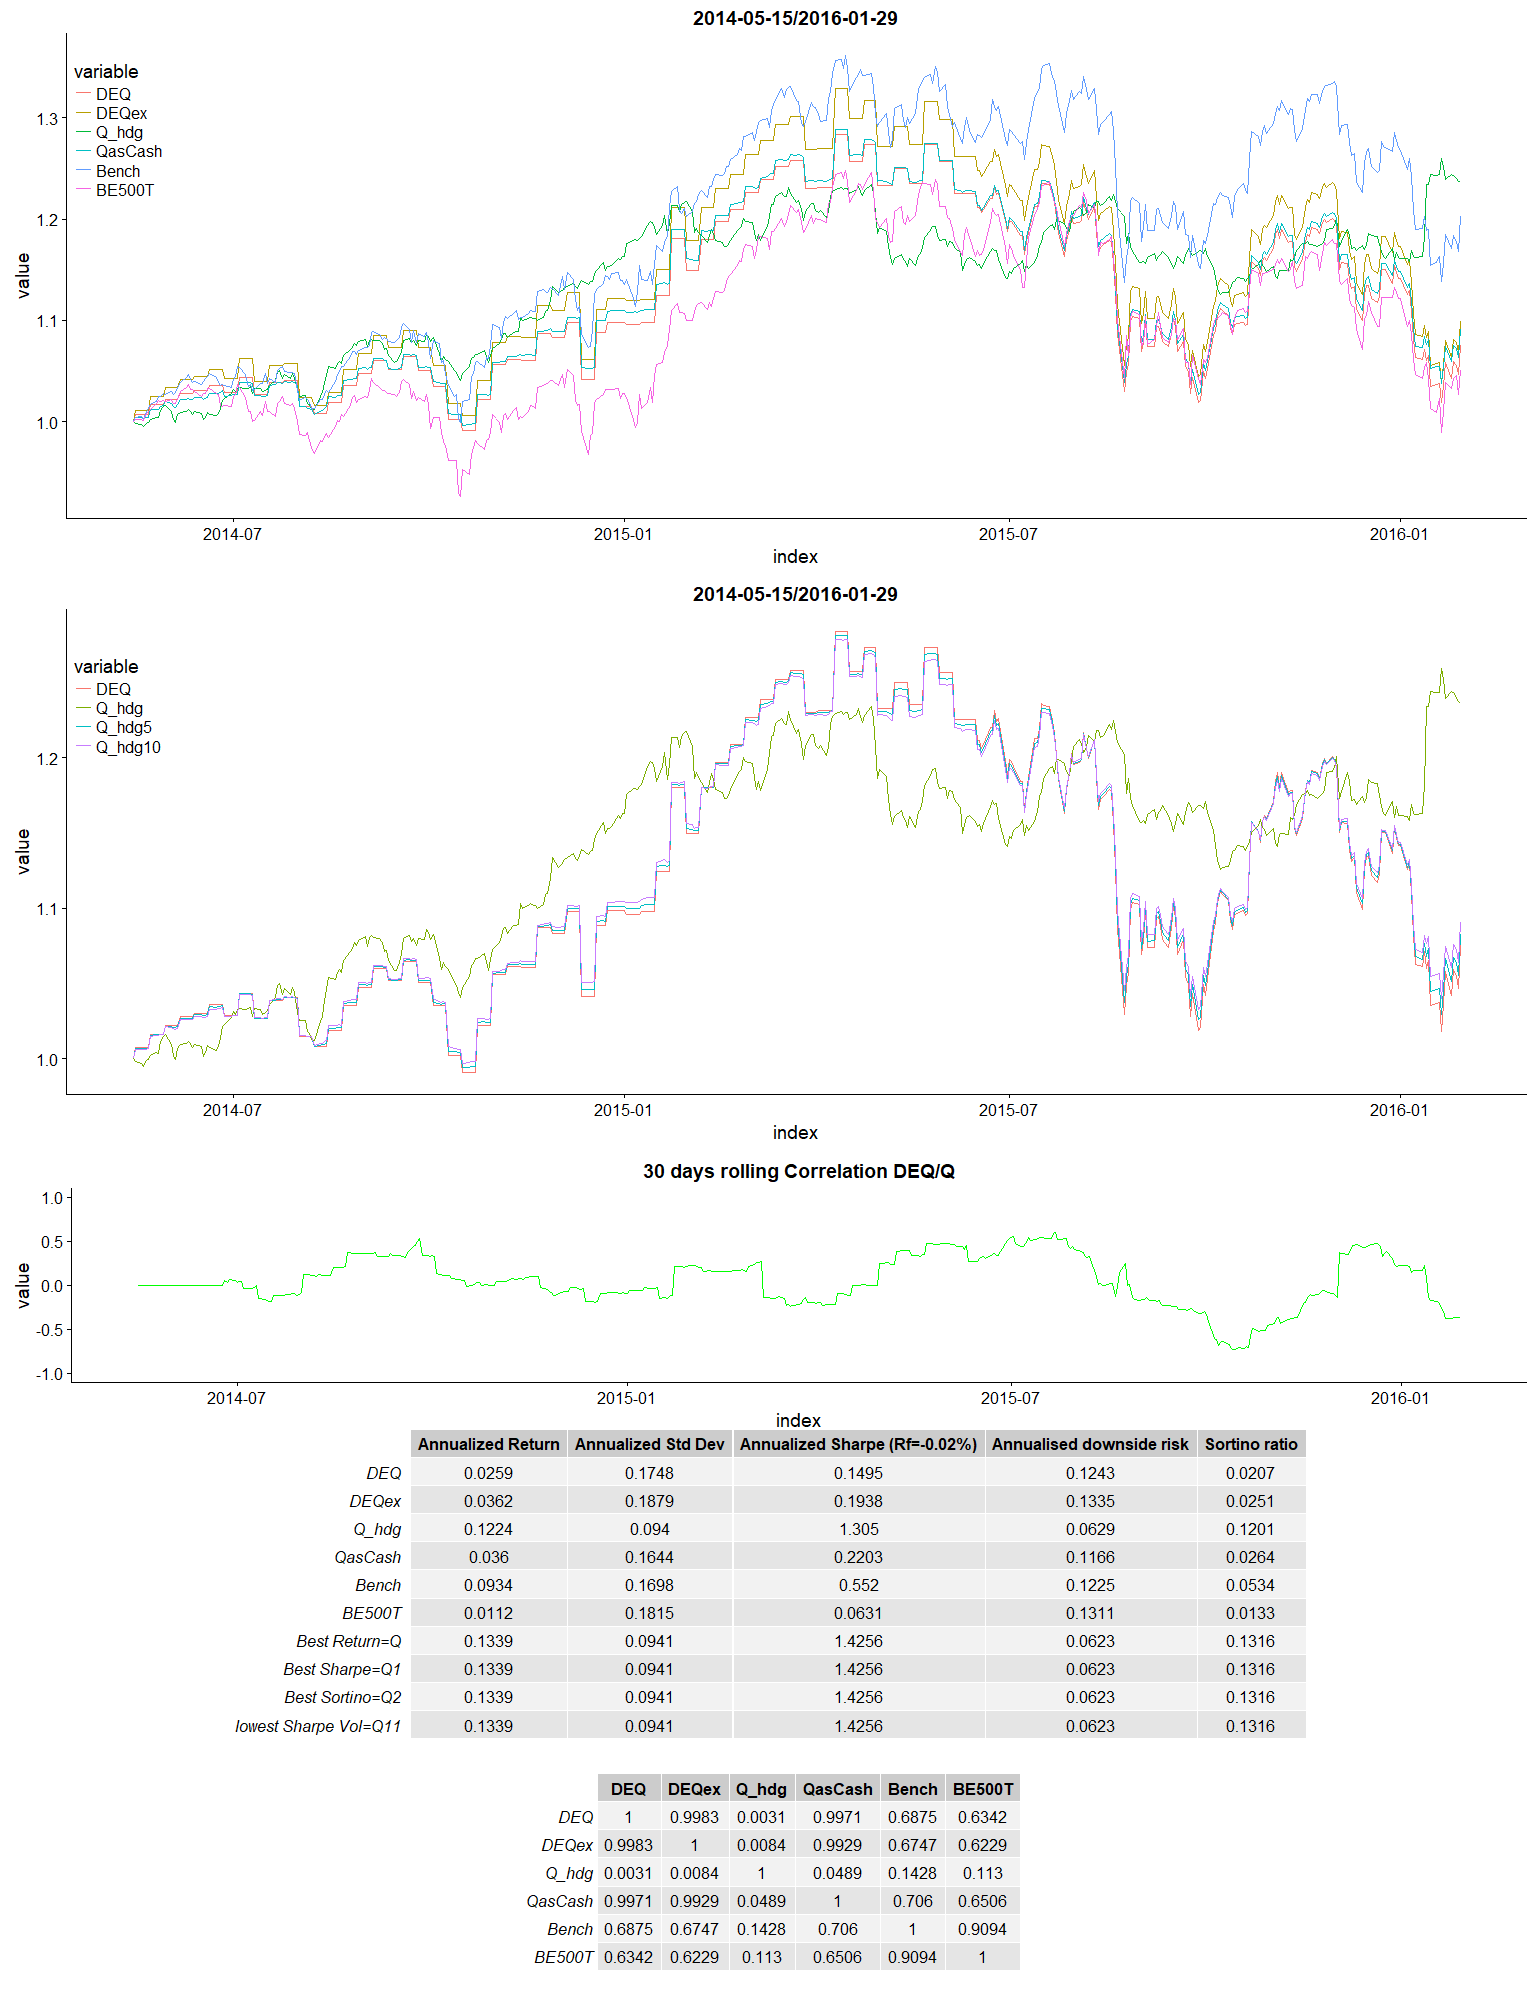 2014-05-15/2016-01-29
variable
DEQ
DEQex
Q_hdg
QasCash
Bench
BE500T
value
1.3
1.2
1.1
1.0
2014-07 2015-01 2015-07 2016-01
index
2014-05-15/2016-01-29
variable
DEQ
Q_hdg
Q_hdg5
Q_hdg10
value
1.2
1.1
1.0
2014-07 2015-01 2015-07 2016-01
index
30 days rolling Correlation DEQ/Q
value
1.0
0.5
0.0
-0.5
-1.0
2014-07 2015-01 2015-07 2016-01
index
Annualized Return Annualized Std Dev Annualized Sharpe (Rf=-0.02%) Annualised downside risk Sortino ratio
DEQ 0.0259 0.1748 0.1495 0.1243 0.0207
DEQex 0.0362 0.1879 0.1938 0.1335 0.0251
Q_hdg 0.1224 0.094 1.305 0.0629 0.1201
QasCash 0.036 0.1644 0.2203 0.1166 0.0264
Bench 0.0934 0.1698 0.552 0.1225 0.0534
BE500T 0.0112 0.1815 0.0631 0.1311 0.0133
Best Return=Q 0.1339 0.0941 1.4256 0.0623 0.1316
Best Sharpe=Q1 0.1339 0.0941 1.4256 0.0623 0.1316
Best Sortino=Q2 0.1339 0.0941 1.4256 0.0623 0.1316
lowest Sharpe Vol=Q11 0.1339 0.0941 1.4256 0.0623 0.1316
DEQ DEQex Q_hdg QasCash Bench BE500T
DEQ 1 0.9983 0.0031 0.9971 0.6875 0.6342
DEQex 0.9983 1 0.0084 0.9929 0.6747 0.6229
Q_hdg 0.0031 0.0084 1 0.0489 0.1428 0.113
QasCash 0.9971 0.9929 0.0489 1 0.706 0.6506
Bench 0.6875 0.6747 0.1428 0.706 1 0.9094
BE500T 0.6342 0.6229 0.113 0.6506 0.9094 1